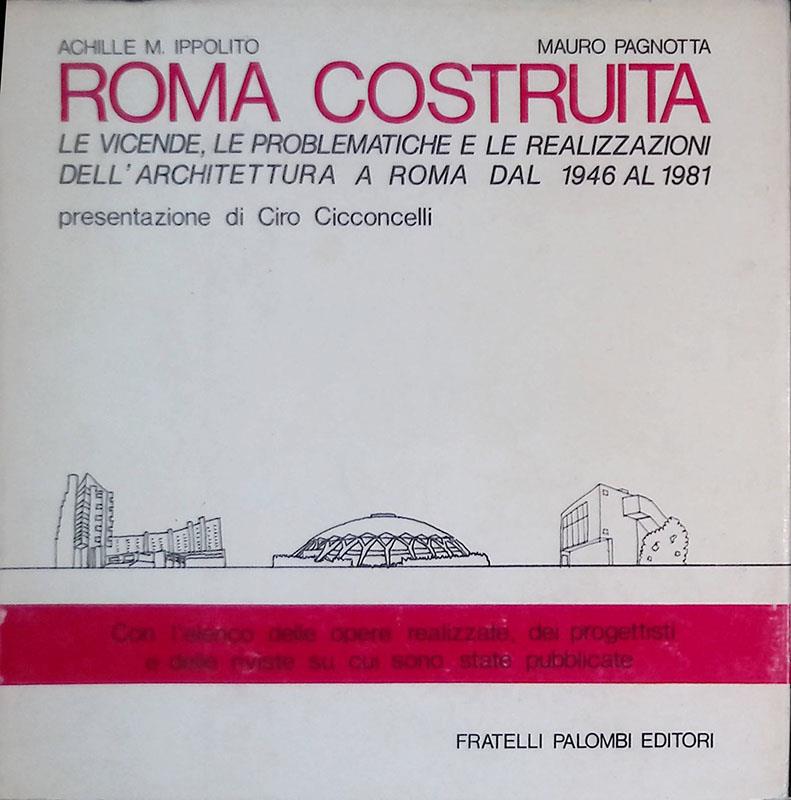 ACHILLE M. IPPOLITO MAURO PAGNOTTA
ROMA COSTRUITA
LE VICENDE, LE PROBLEMATICHE E LE REALIZZAZIONI
DELL'ARCHITETTURA A ROMA DAL 1946 AL 1981
presentazione di Ciro Cicconcelli
Con l'elenco delle opere realizzate, dei progettisti
e delle riviste su cui sono state pubblicate
FRATELLI PALOMBI EDITORI